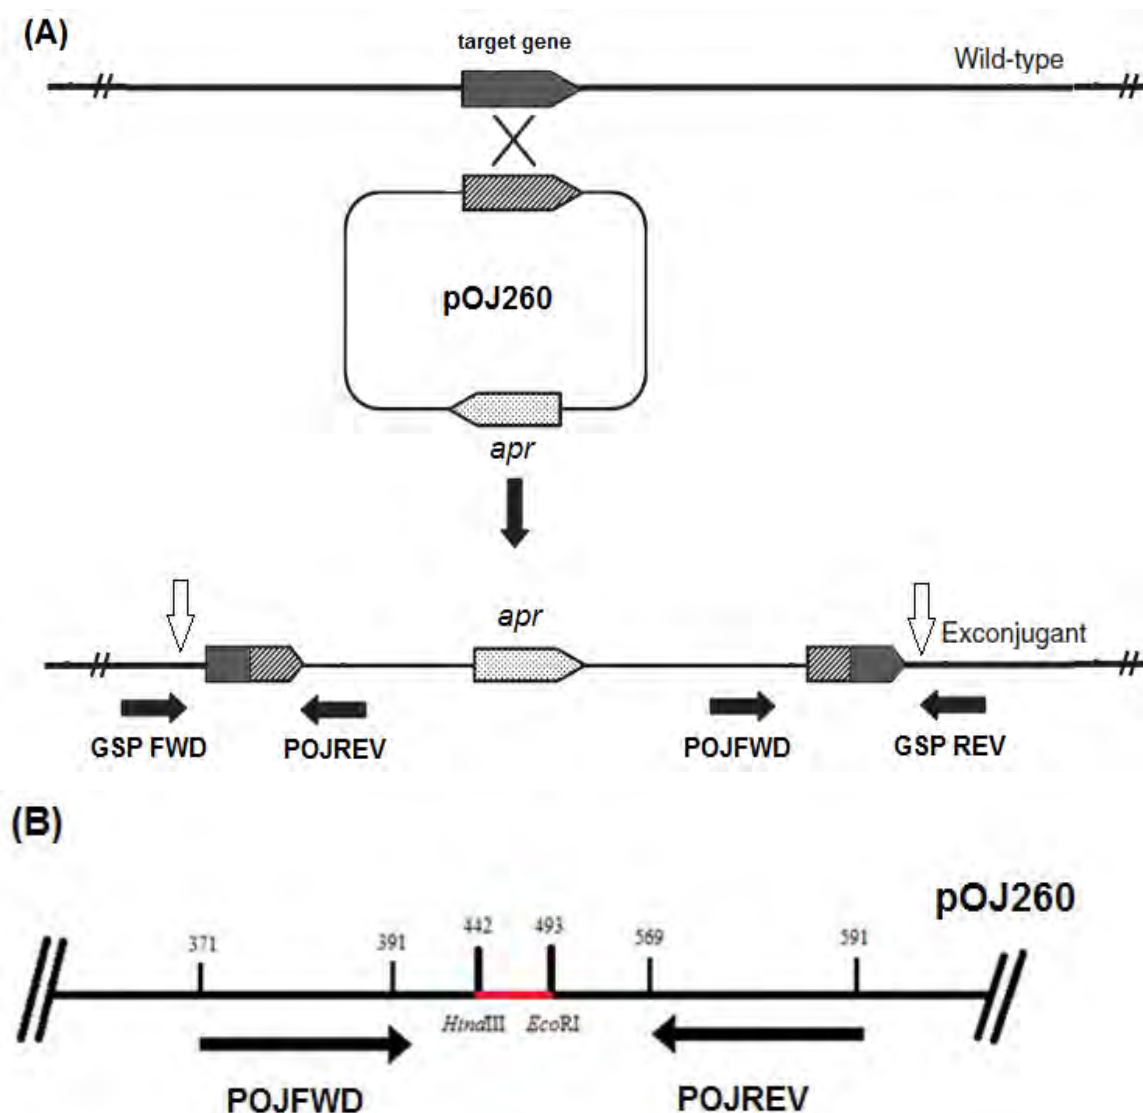 (A)
target gene
Wild-type
pOJ260
apr
apr
Exconjugant
GSP FWD
POJREV
POJFWD
GSP REV
(B)
pOJ260
371
391
442
493
569
591
HindIII
EcoRI
POJFWD
POJREV